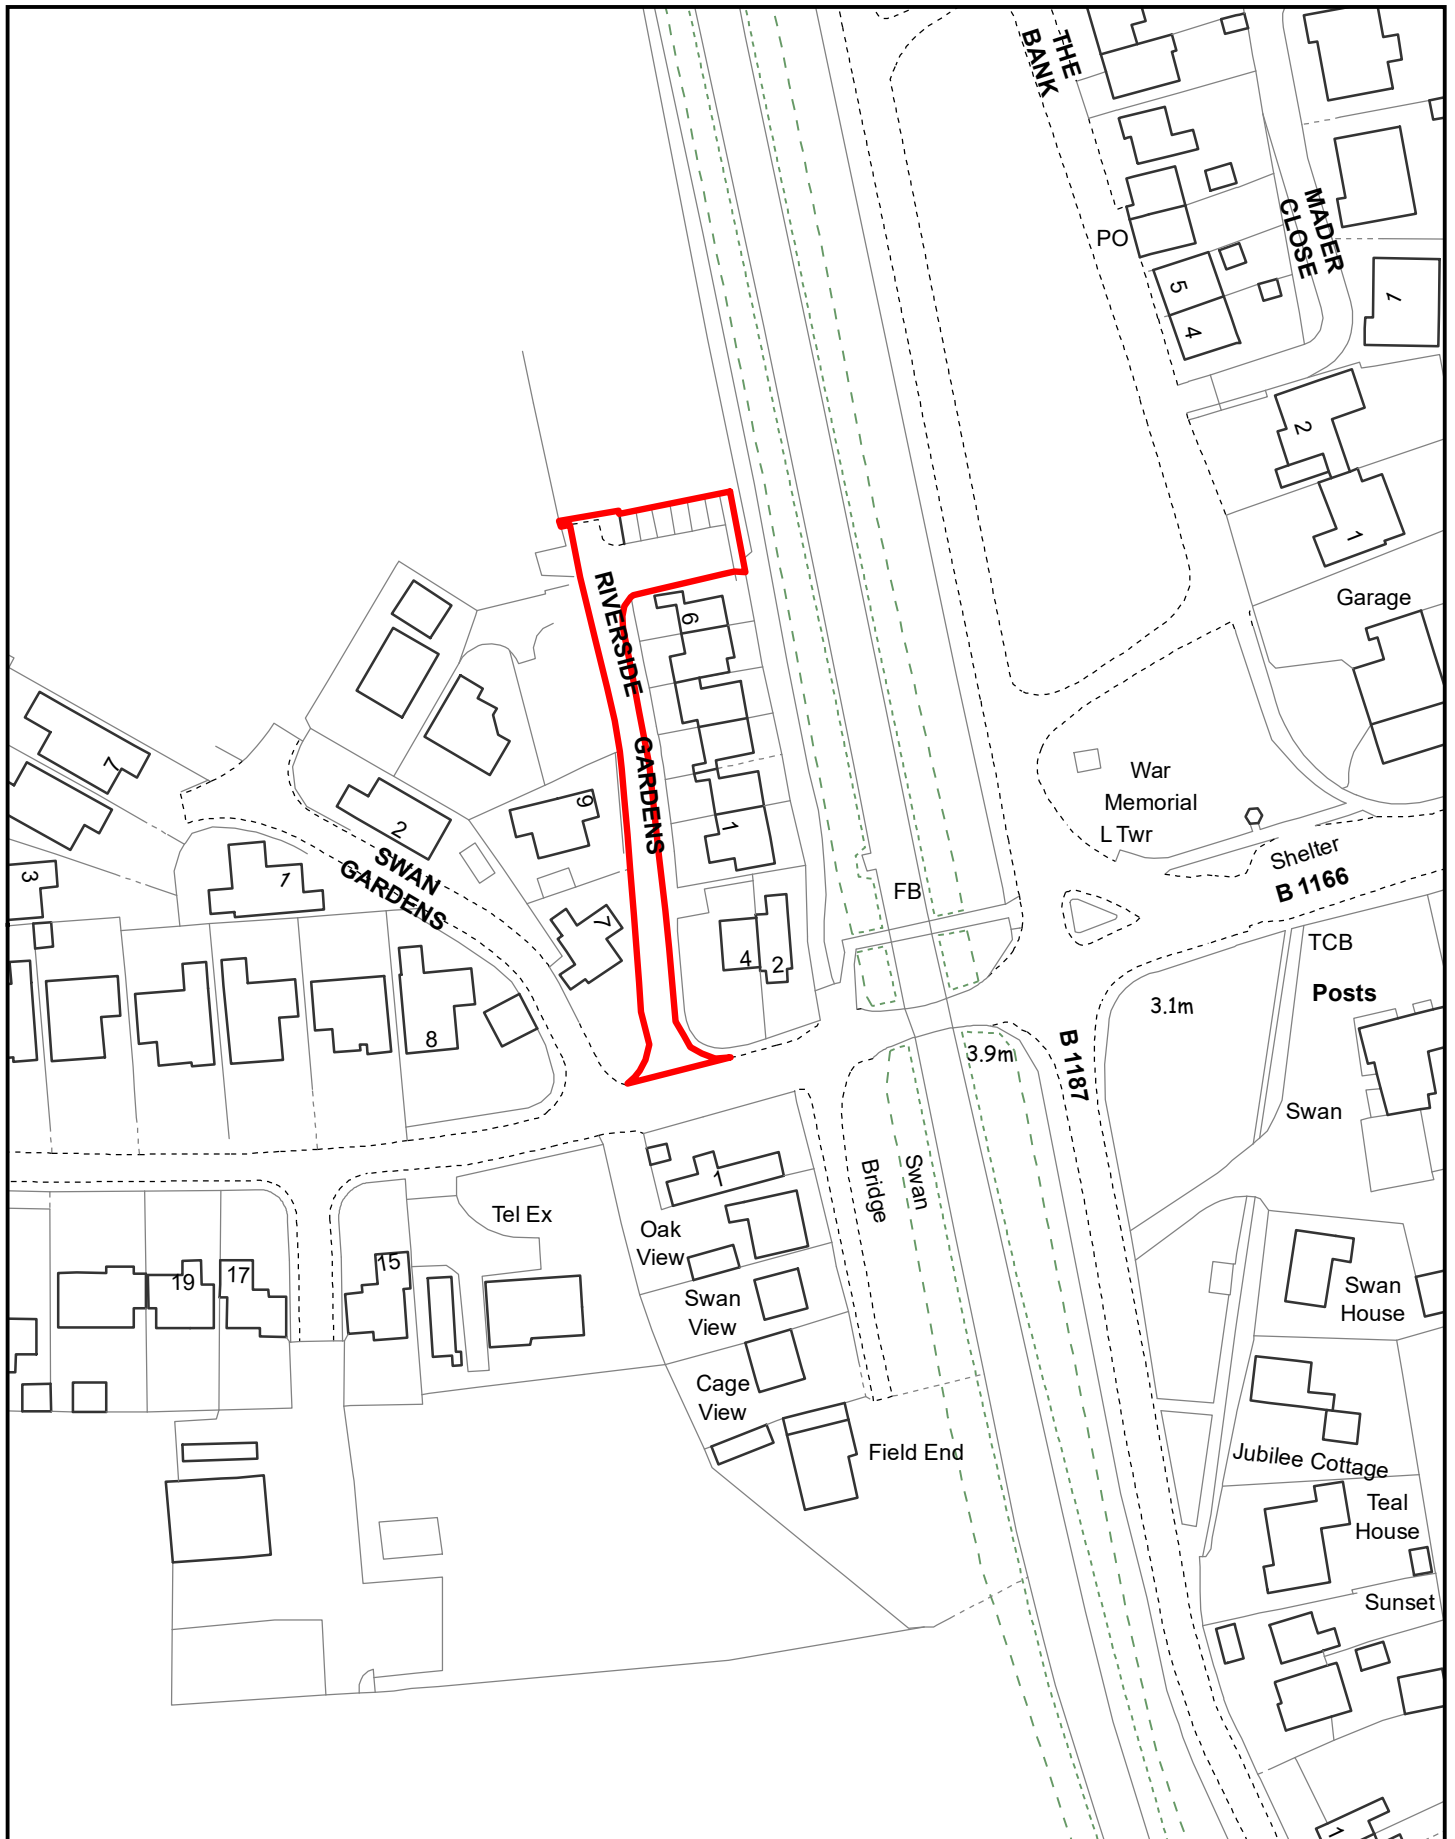 THE
BANK
MADER
CLOSE
PO
5
4
1
2
1
Garage
RIVERSIDE
GARDENS
6
1
7
2
9
SWAN
GARDENS
1
3
7
4
2
8
War
Memorial
L Twr
Shelter
B 1166
FB
TCB
Posts
3.1m
3.9m
B 1187
Swan
Swan
Bridge
1
Oak
View
Tel Ex
15
17
19
Swan
View
Cage
View
Field End
Swan
House
Jubilee Cottage
Teal
House
Sunset
1